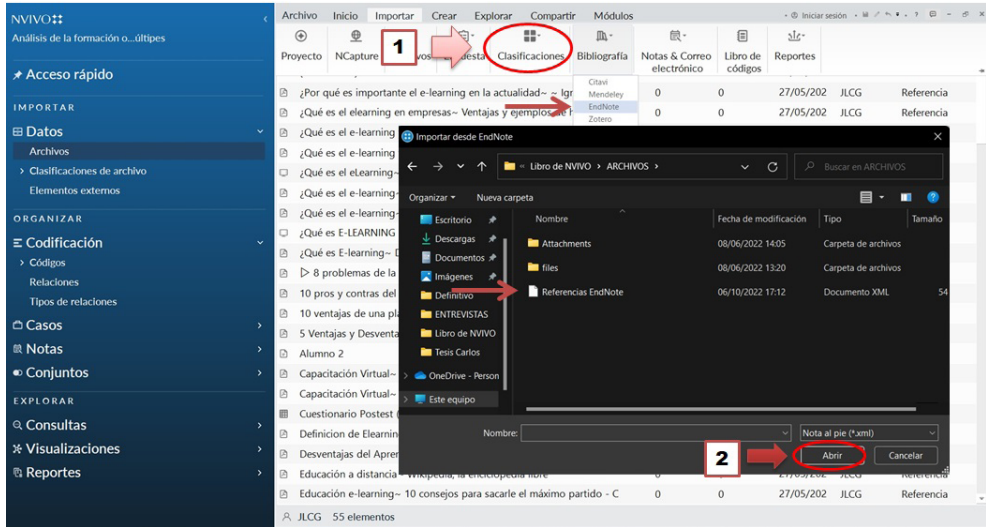 NVIVO
Análisis de la formación o...últipes
Acceso rápido
IMPORTAR
Datos
Archivos
Clasificaciones de archivo
Elementos externos
ORGANIZAR
Codificación
Códigos
Relaciones
Tipos de relaciones
Casos
Notas
Conjuntos
EXPLORAR
Consultas
Visualizaciones
Reportes
Archivo Inicio Importar Crear Explorar Compartir Módulos
Iniciar sesión
Proyecto NCapture Clasificaciones Bibliografía Notas & Correo electrónico Libro de códigos Reportes
1
Citavi
Mendeley
EndNote
Zotero
¿Por qué es importante el e-learning en la actualidad~ ~ Igr 0 0 27/05/202 JLCG Referencia
¿Qué es el elearning en empresas~ Ventajas y ejemplos de 0 0 27/05/202 JLCG Referencia
¿Qué es el e-learning
¿Qué es el e-learning
¿Qué es el eLearning~
¿Qué es el e-learning-
¿Qué es el e-learning-
¿Qué es E-LEARNING
¿Qué es E-learning~
8 problemas de la
10 pros y contras del
10 ventajas de una pl
5 Ventajas y Desventa
Alumno 2
Capacitación Virtual~
Capacitación Virtual~
Cuestionario Postest (
Definicion de Elearnin
Desventajas del Apren
Educación a distancia - Wikipedia, la enciclopedia libre 0 0 27/05/202 JLCG Referencia
Educación e-learning~ 10 consejos para sacarle el máximo partido - C 0 0 27/05/202 JLCG Referencia
JLCG 55 elementos
Importar desde EndNote
Libro de NVIVO > ARCHIVOS >
Buscar en ARCHIVOS
Organizar Nueva carpeta
Escritorio
Descargas
Documentos
Imágenes
Definitivo
ENTREVISTAS
Libro de NVIVO
Tesis Carlos
OneDrive - Person
Este equipo
Nombre Fecha de modificación Tipo Tamaño
Attachments 08/06/2022 14:05 Carpeta de archivos
files 08/06/2022 13:20 Carpeta de archivos
Referencias EndNote 06/10/2022 17:12 Documento XML 54
Nombre: Nota al pie (*.xml)
2
Abrir Cancelar